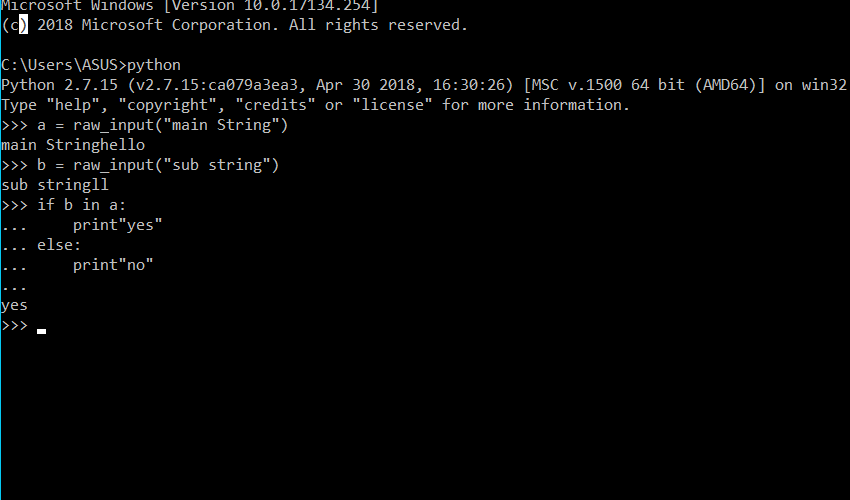 Microsoft Windows [Version 10.0.17134.254]
(c) 2018 Microsoft Corporation. All rights reserved.
C:\Users\ASUS>python
Python 2.7.15 (v2.7.15:ca079a3ea3, Apr 30 2018, 16:30:26) [MSC v.1500 64 bit (AMD64)] on win32
Type "help", "copyright", "credits" or "license" for more information.
>>> a = raw_input("main String")
main Stringhello
>>> b = raw_input("sub string")
sub stringll
>>> if b in a:
...     print"yes"
... else:
...     print"no"
...
yes
>>>